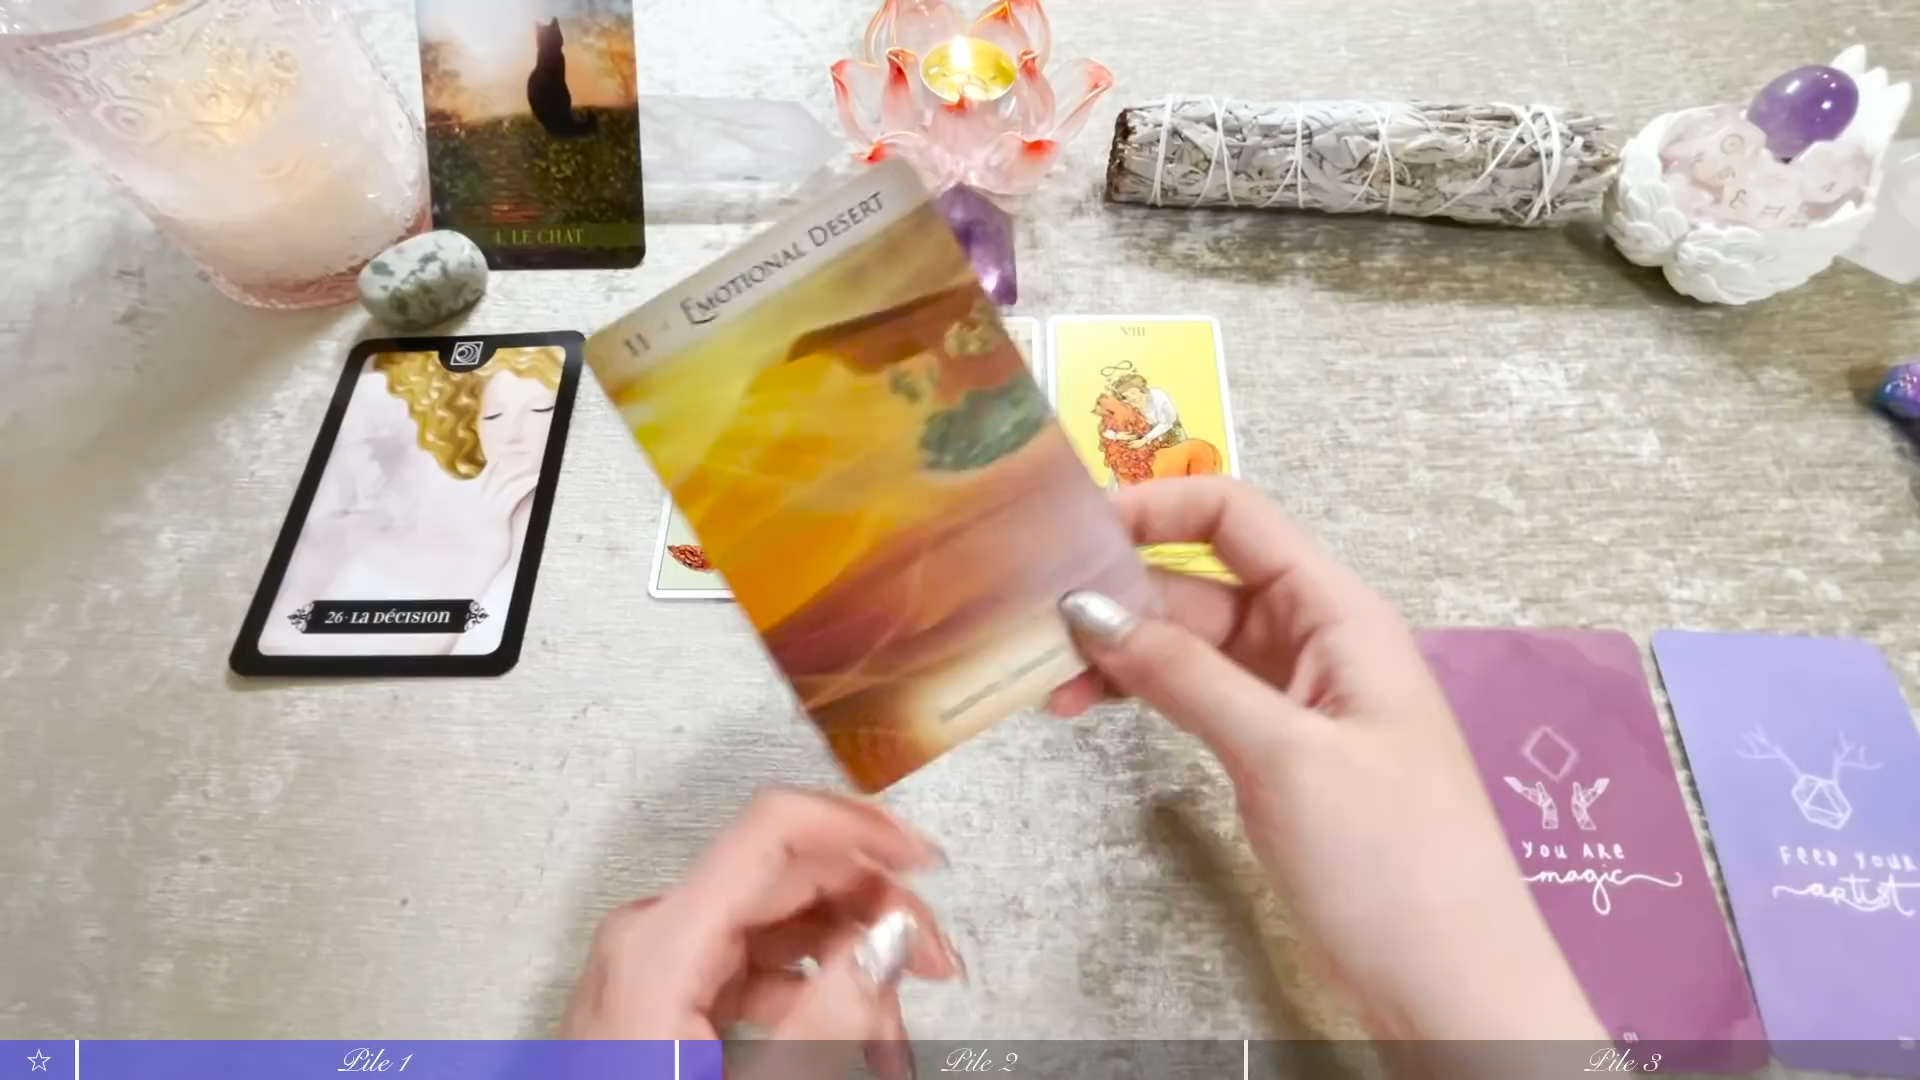 4. LE CHAT
11 - EMOTIONAL DESERT
VIII
26 · La Décision
YOU ARE
magic
FEED YOUR
artist
☆ Pile 1 Pile 2 Pile 3